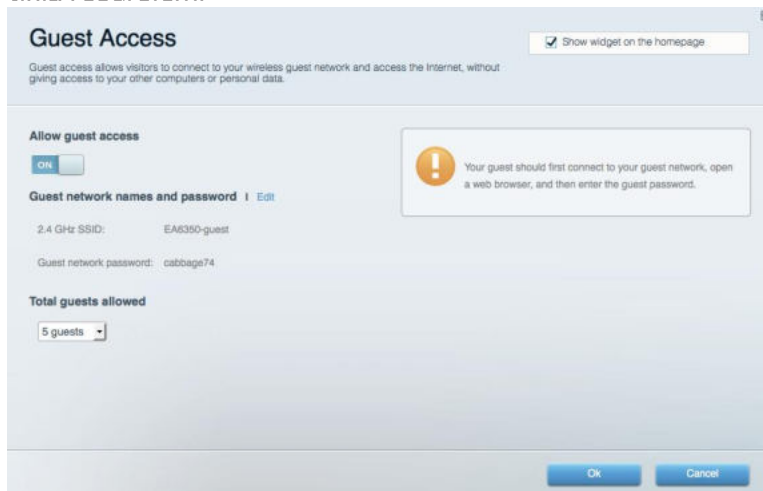 Guest Access
Show widget on the homepage
Guest access allows visitors to connect to your wireless guest network and access the Internet, without
giving access to your other computers or personal data.
Allow guest access
ON
Your guest should first connect to your guest network, open
a web browser, and then enter the guest password.
Guest network names and password | Edit
2.4 GHz SSID: EA6350-guest
Guest network password: cabbage74
Total guests allowed
5 guests
Ok Cancel